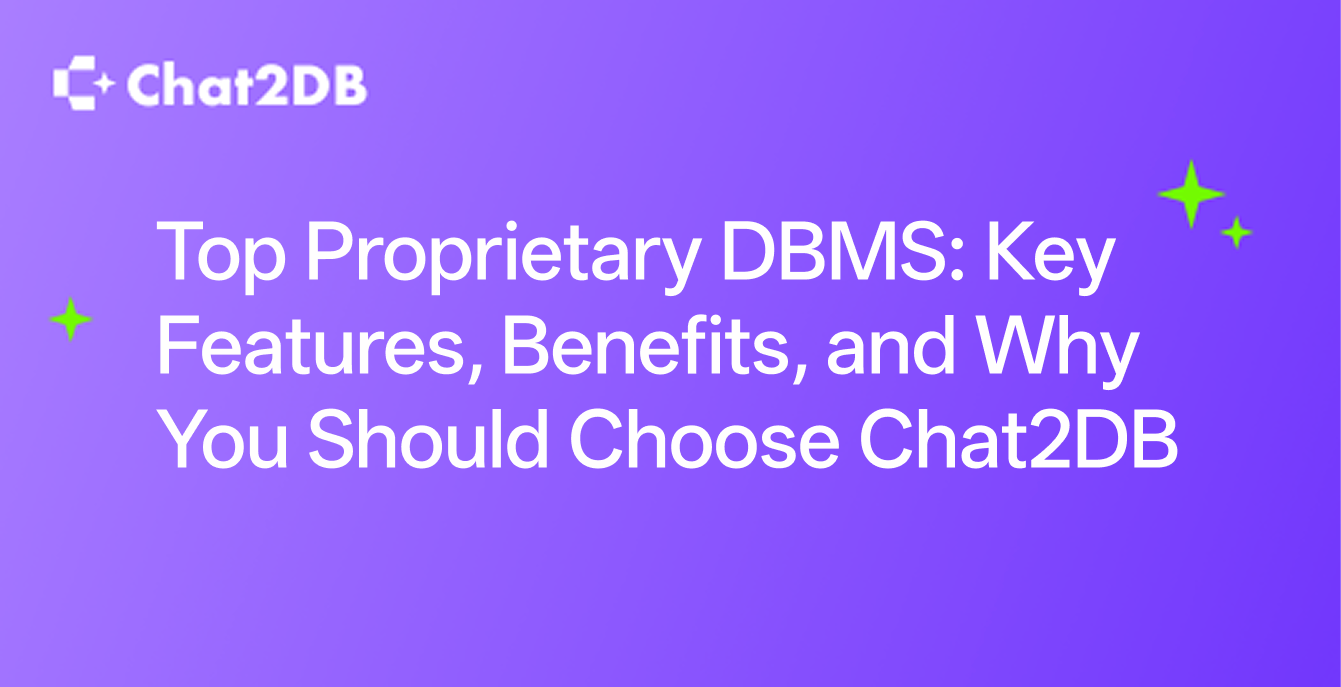 Chat2DB
Top Proprietary DBMS: Key
Features, Benefits, and Why
You Should Choose Chat2DB